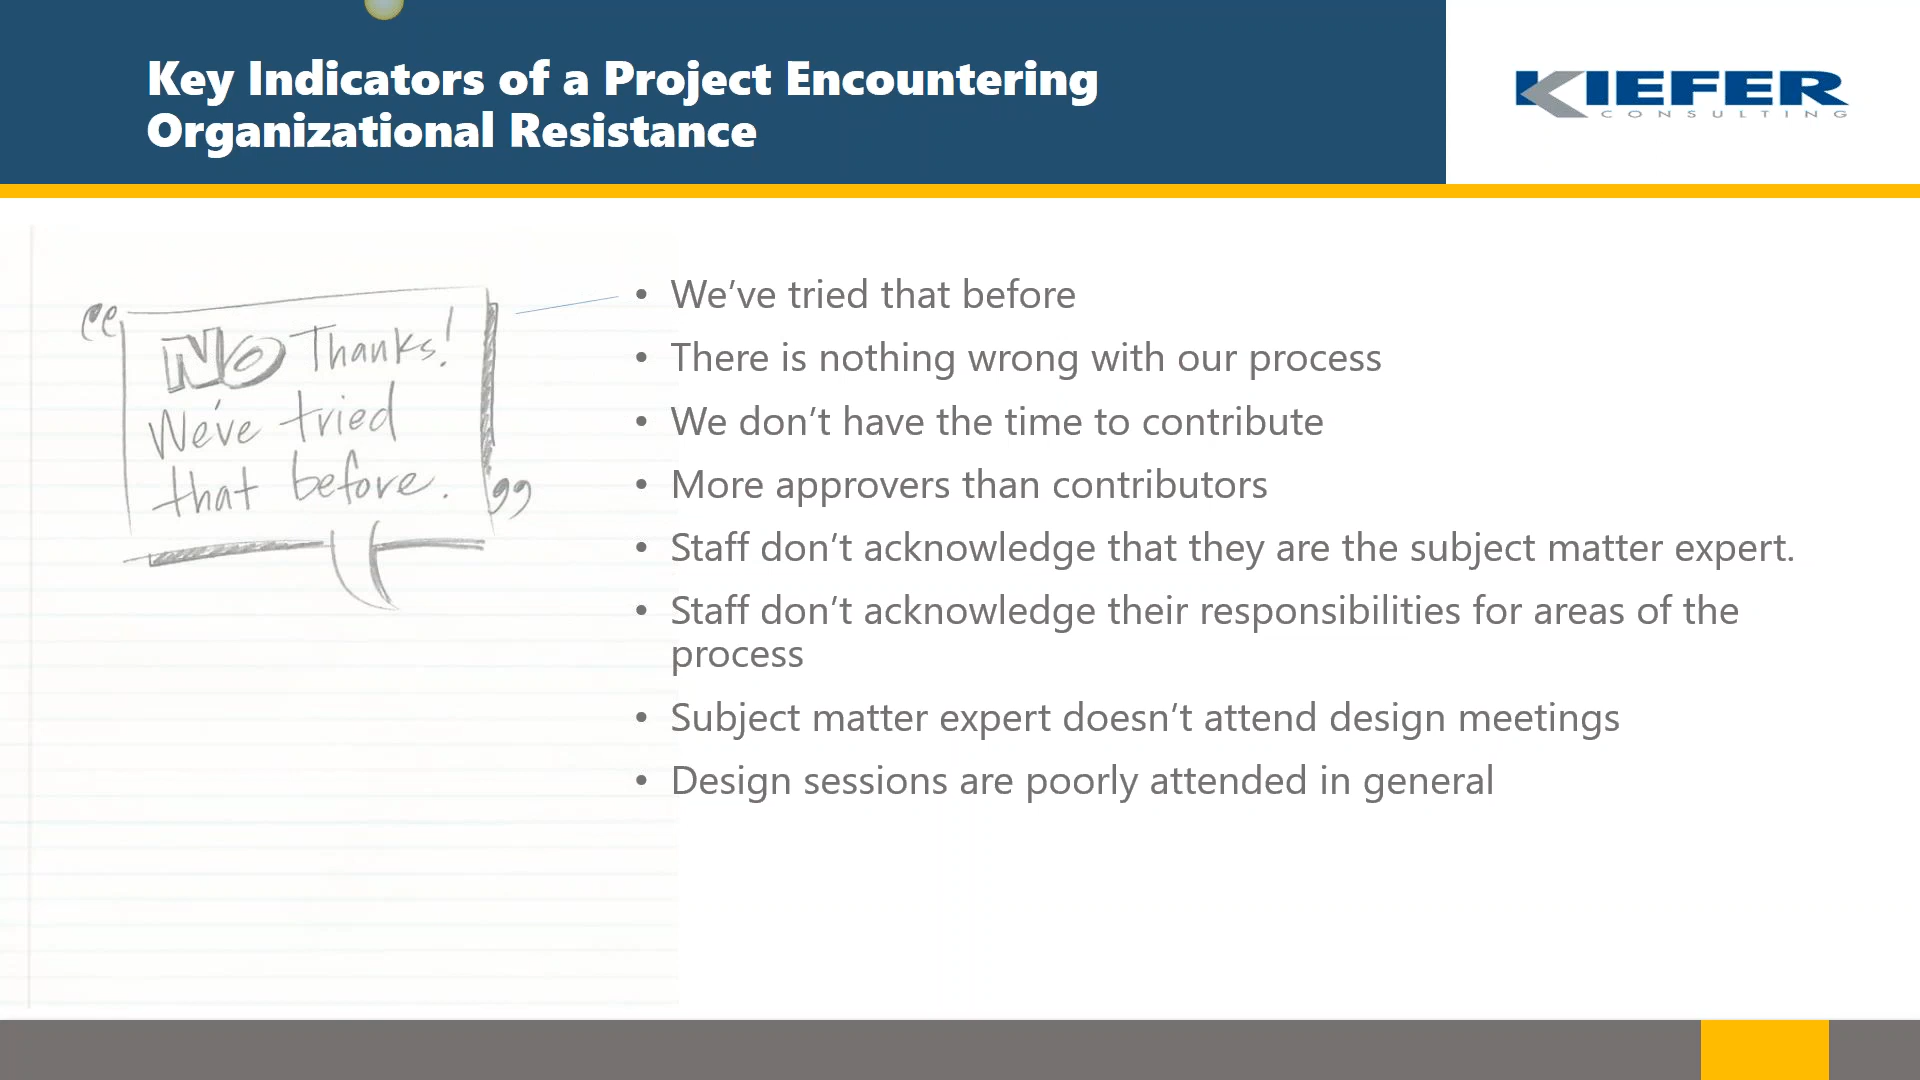 Key Indicators of a Project Encountering
Organizational Resistance
KIEFER
CONSULTING
“
NO Thanks!
We've tried
that before.
”
• We’ve tried that before
• There is nothing wrong with our process
• We don’t have the time to contribute
• More approvers than contributors
• Staff don’t acknowledge that they are the subject matter expert.
• Staff don’t acknowledge their responsibilities for areas of the
process
• Subject matter expert doesn’t attend design meetings
• Design sessions are poorly attended in general